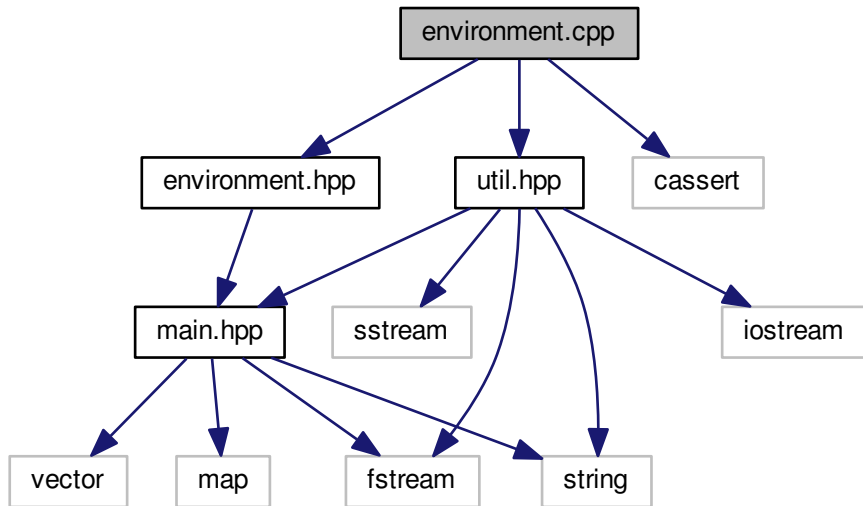 environment.cpp
environment.hpp
util.hpp
cassert
main.hpp
sstream
iostream
vector
map
fstream
string